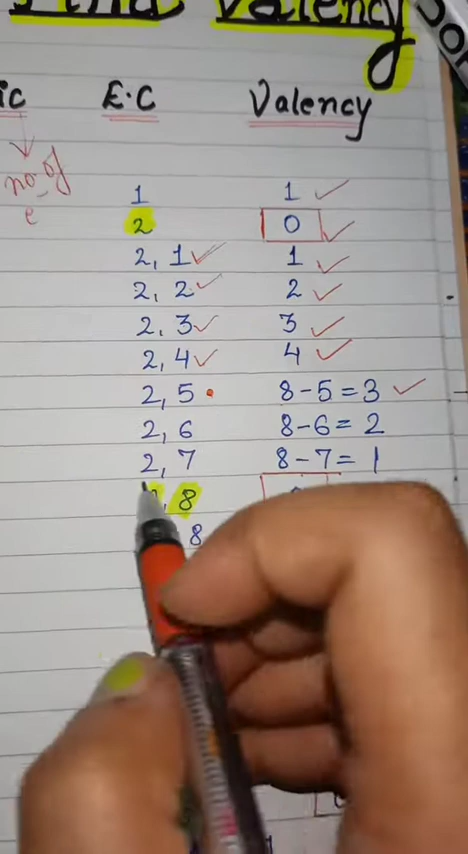 Find Valency
ic E.C Valency
no. of
e⁻
1 1 ✓
2 0 ✓
2, 1 ✓ 1 ✓
2, 2 ✓ 2 ✓
2, 3 ✓ 3 ✓
2, 4 ✓ 4 ✓
2, 5 8-5=3 ✓
2, 6 8-6=2
2, 7 8-7=1
, 8
8